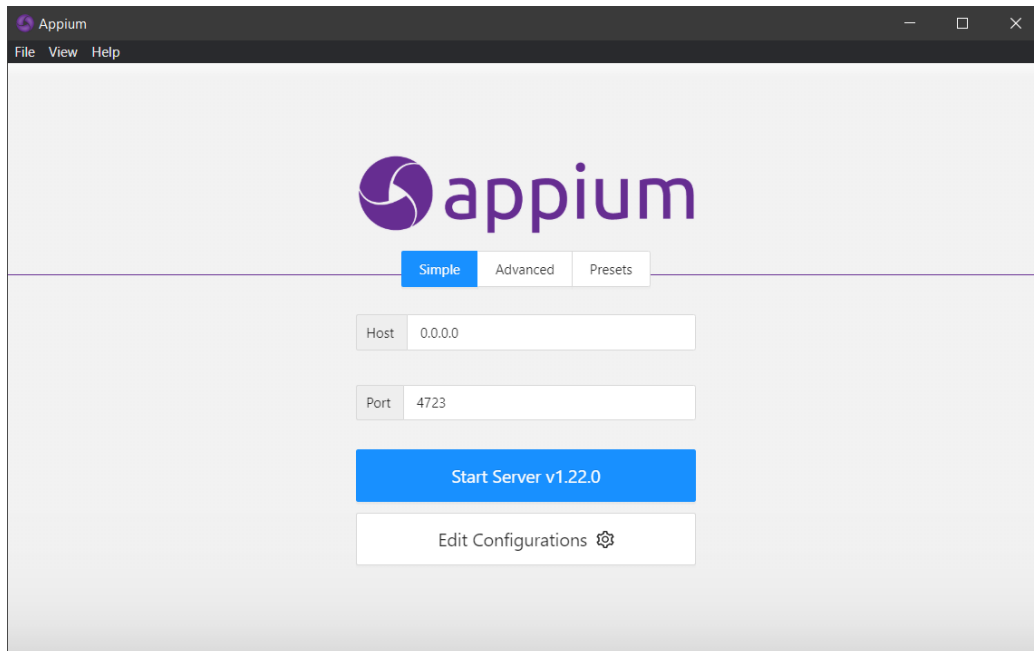 Appium
File View Help
appium
Simple Advanced Presets
Host 0.0.0.0
Port 4723
Start Server v1.22.0
Edit Configurations